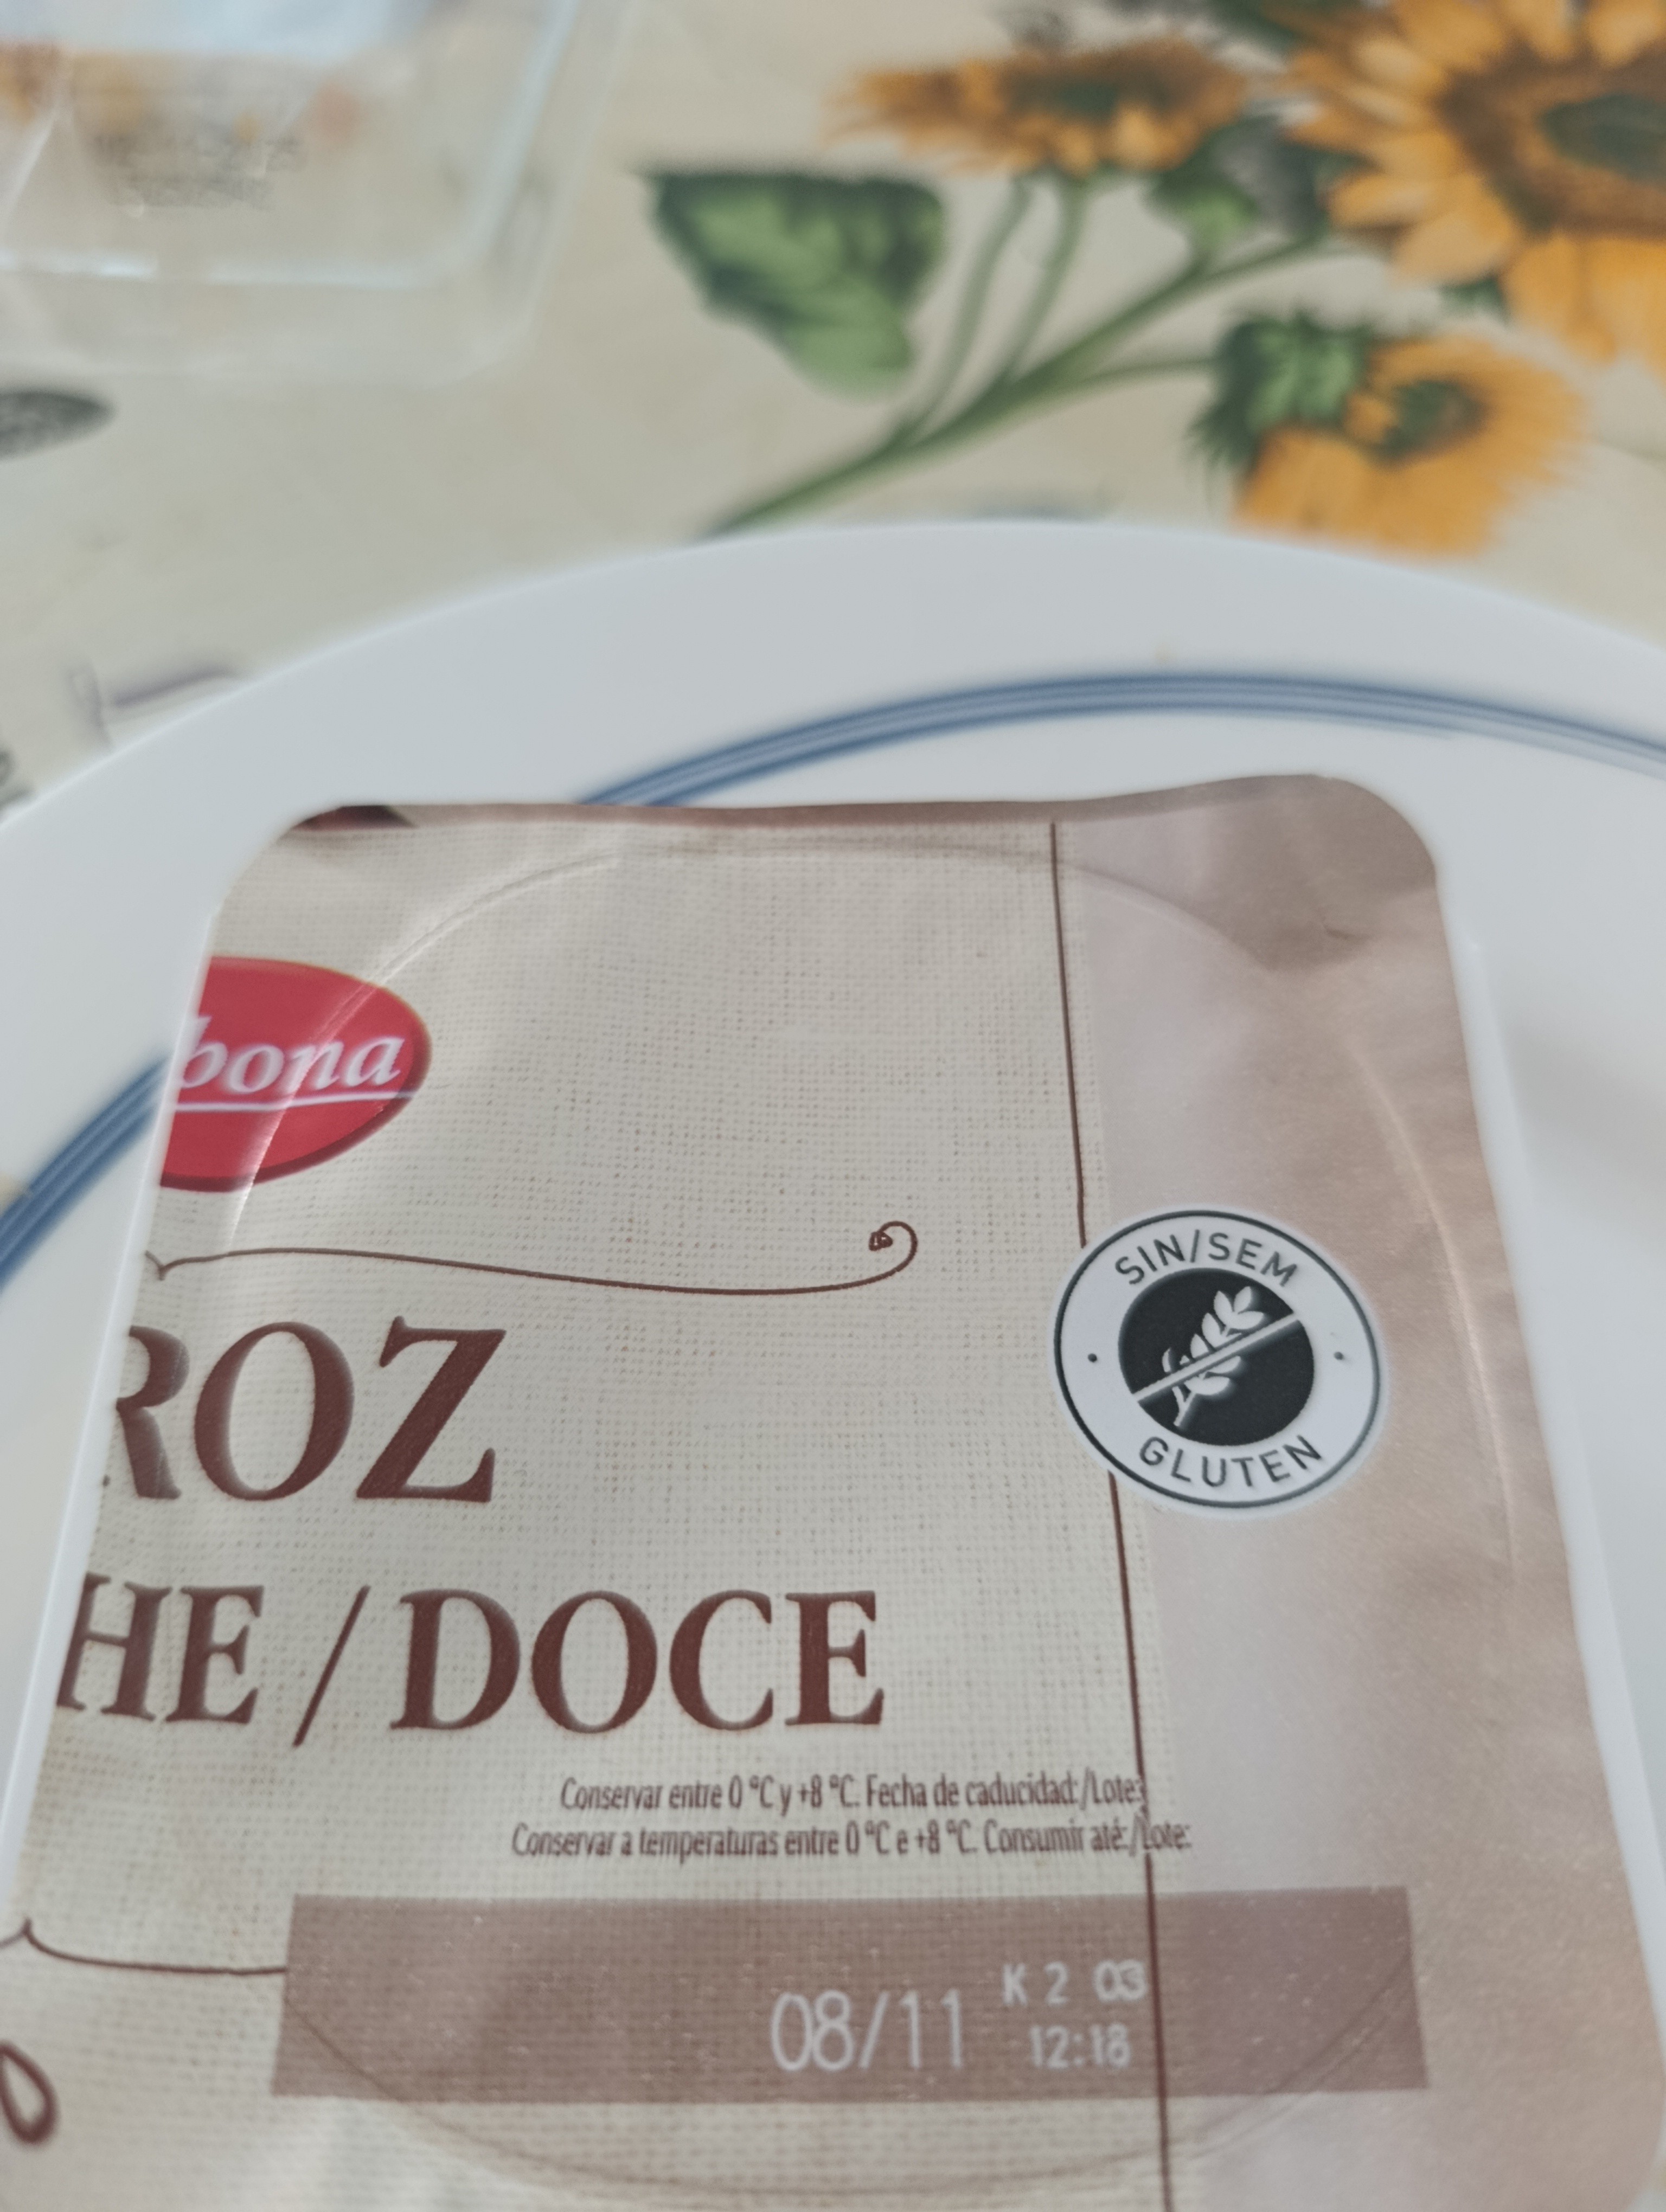 bona
SIN/SEM
GLUTEN
ROZ
HE / DOCE
Conservar entre 0 °C y +8 °C. Fecha de caducidad:/Lote:
Conservar a temperaturas entre 0 °C e +8 °C. Consumir até:/Lote:
08/11 K 2 03
12:18